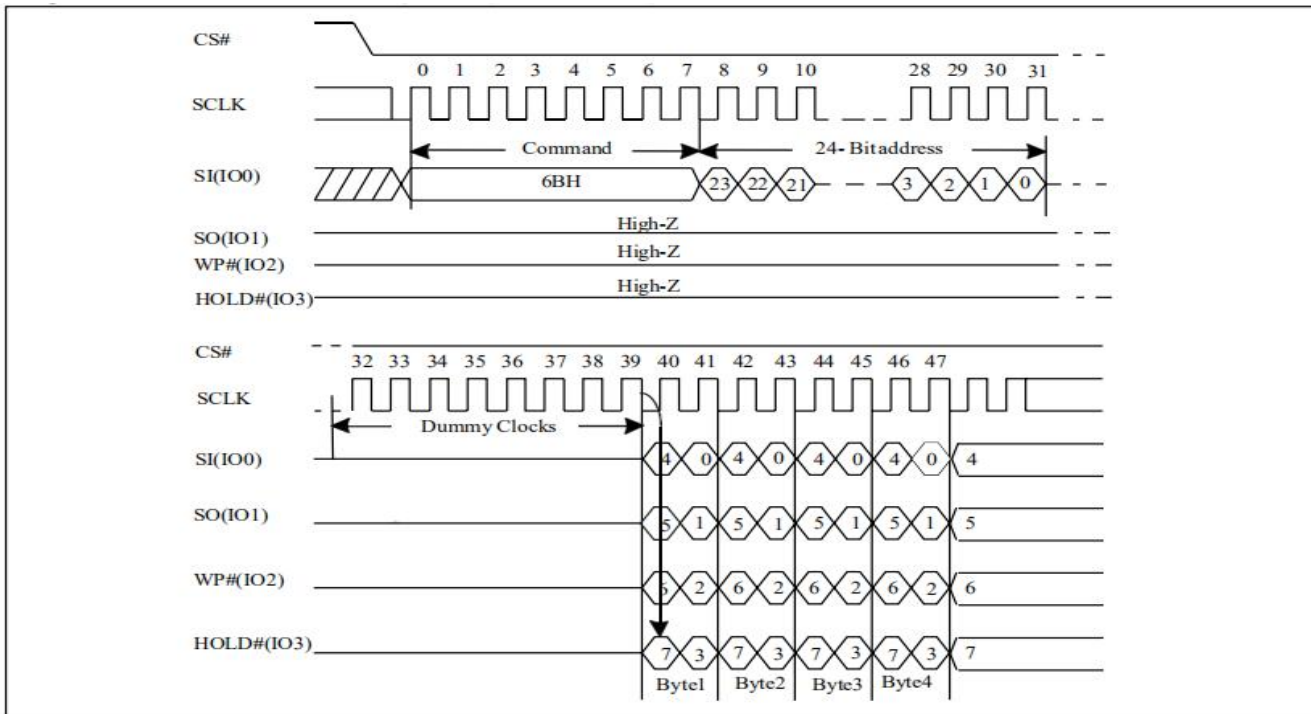 CS#
0 1 2 3 4 5 6 7 8 9 10 28 29 30 31
SCLK
Command 24- Bitaddress
SI(IO0) 6BH 23 22 21 3 2 1 0
High-Z
SO(IO1)
High-Z
WP#(IO2)
High-Z
HOLD#(IO3)
CS#
32 33 34 35 36 37 38 39 40 41 42 43 44 45 46 47
SCLK
Dummy Clocks
SI(IO0) 4 0 4 0 4 0 4 0 4
SO(IO1) 5 1 5 1 5 1 5 1 5
WP#(IO2) 6 2 6 2 6 2 6 2 6
HOLD#(IO3) 7 3 7 3 7 3 7 3 7
Byte1 Byte2 Byte3 Byte4